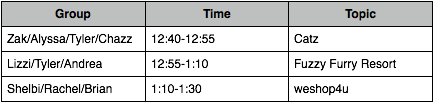 Group Time Topic
Zak/Alyssa/Tyler/Chazz 12:40-12:55 Catz
Lizzi/Tyler/Andrea 12:55-1:10 Fuzzy Furry Resort
Shelbi/Rachel/Brian 1:10-1:30 weshop4u